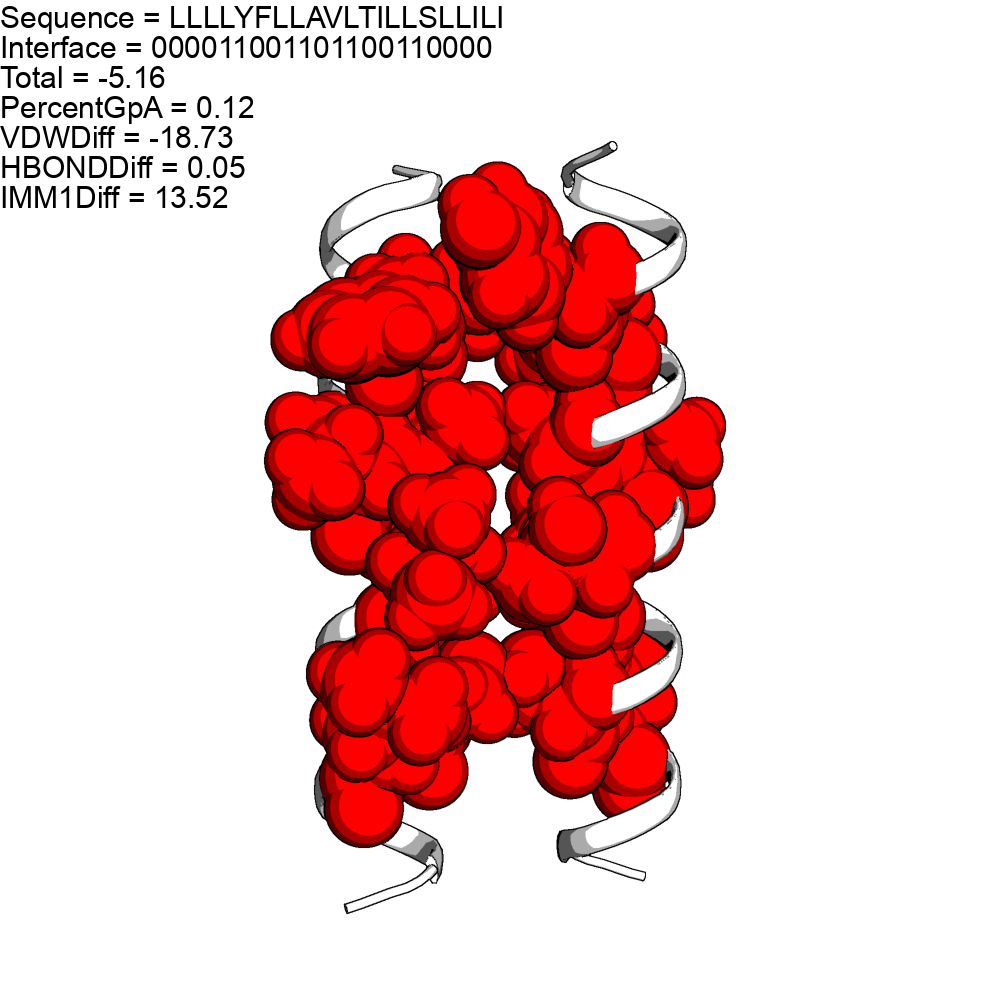 Sequence = LLLLYFLLAVLTILLSLLILI
Interface = 000011001101100110000
Total = -5.16
PercentGpA = 0.12
VDWDiff = -18.73
HBONDDiff = 0.05
IMM1Diff = 13.52